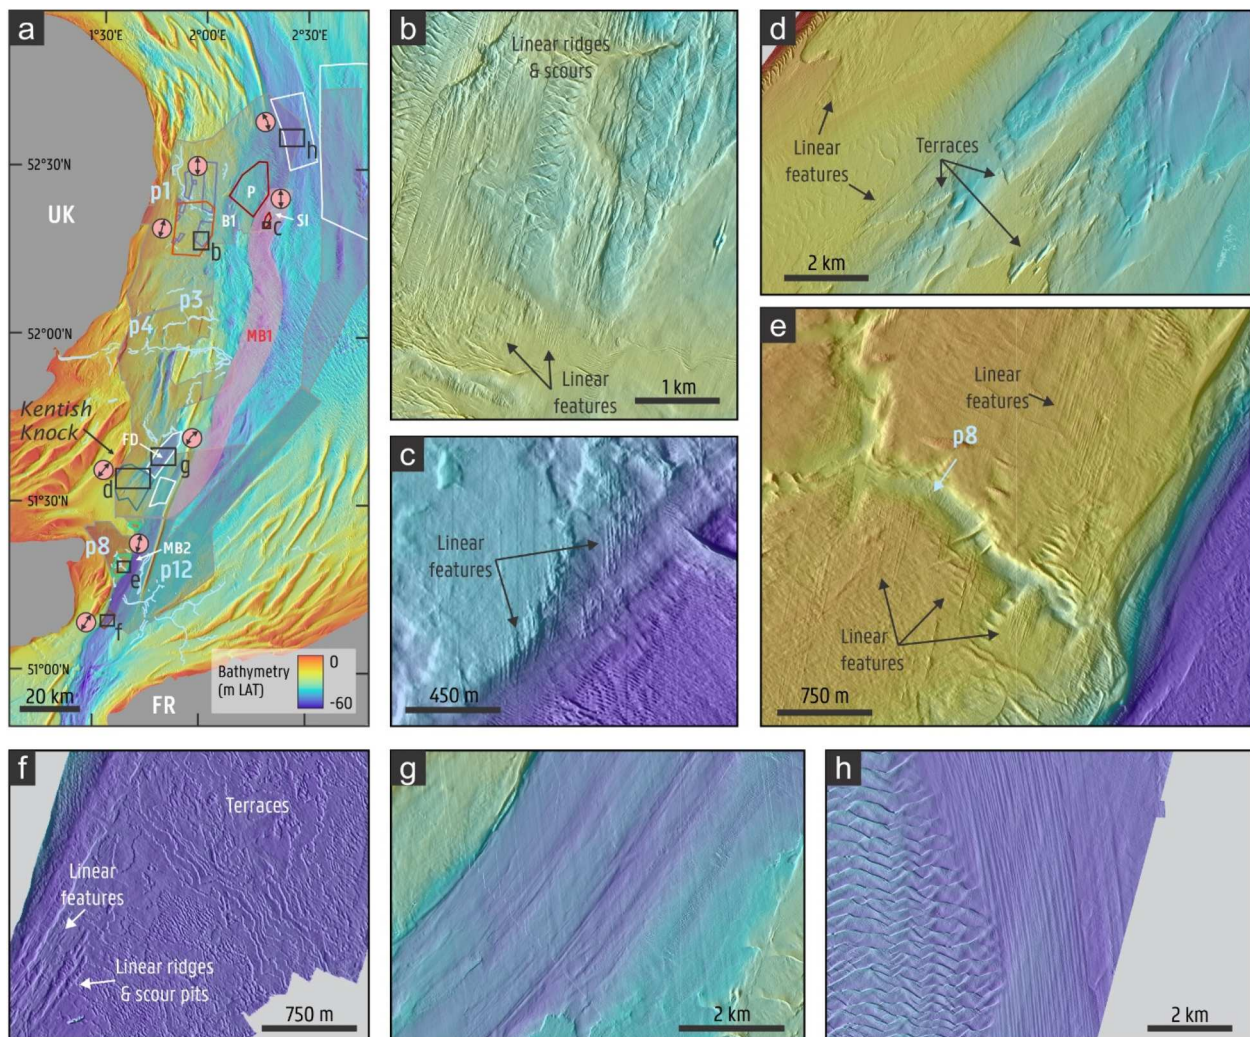 a
1°30'E
2°00'E
2°30'E
52°30'N
h
p1
P
UK
B1
SI
c
b
p3
52°00'N
p4
MB1
Kentish
Knock
FD
g
d
51°30'N
p8
MB2
p12
e
f
51°00'N
Bathymetry
(m LAT)
0
-60
20 km
FR
b
Linear ridges
& scours
Linear
features
1 km
c
Linear
features
450 m
d
Linear
features
Terraces
2 km
e
Linear
features
p8
Linear
features
750 m
f
Terraces
Linear
features
Linear ridges
& scour pits
750 m
g
2 km
h
2 km